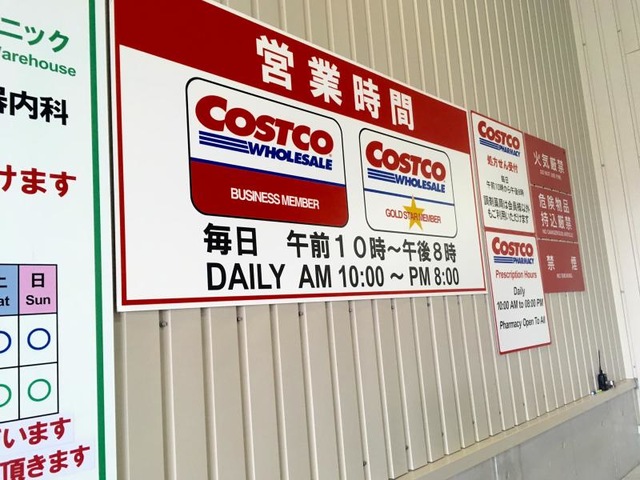 ニック
Warehouse
器内科
けます
土 日
Sat Sun
います
頂きます
営業時間
COSTCO
WHOLESALE
BUSINESS MEMBER
COSTCO
WHOLESALE
GOLD STAR MEMBER
毎日 午前10時～午後8時
DAILY AM 10:00 ～ PM 8:00
COSTCO
PHARMACY
処方せん受付
毎日
午前10時から午後8時
調剤薬局は会員様以外
もご利用いただけます
COSTCO
PHARMACY
Prescription Hours
Daily
10:00 AM to 08:00 PM
Pharmacy Open To All
火気厳禁
危険物品
持込厳禁
禁煙